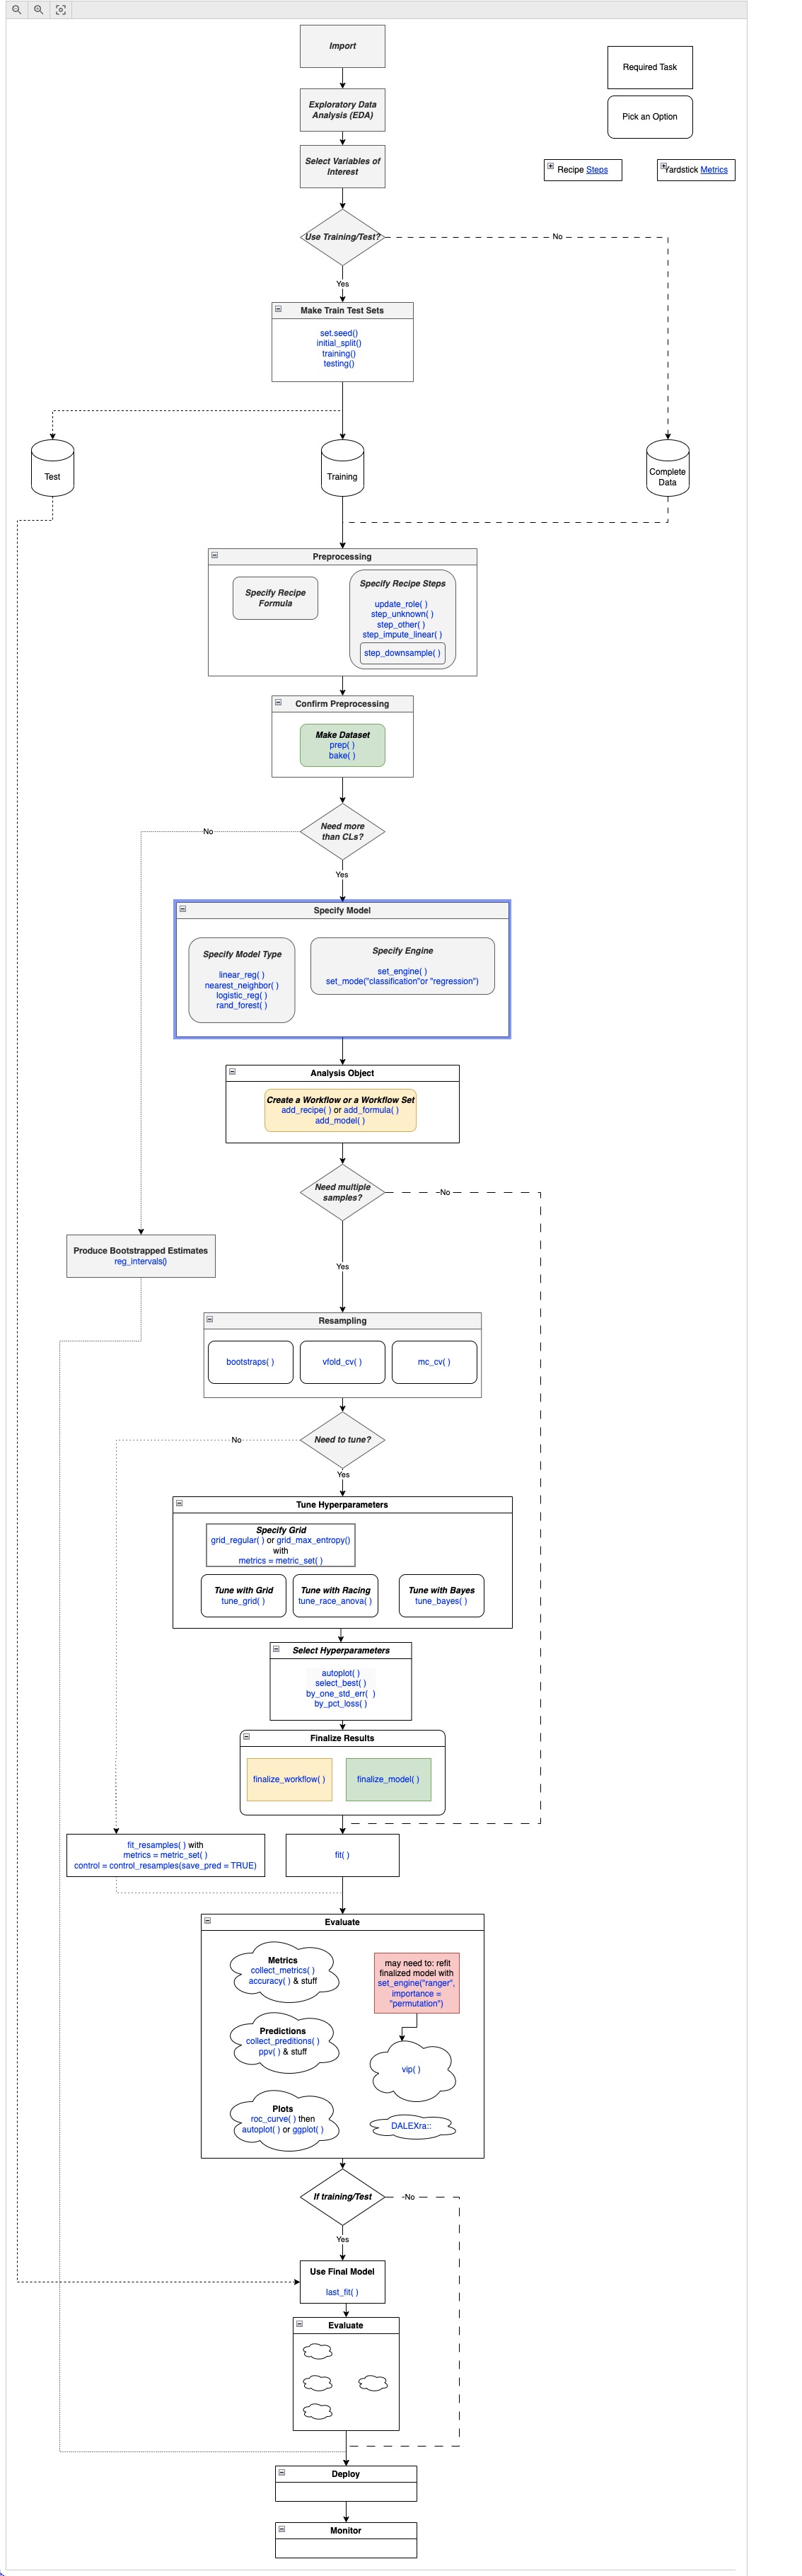 Import
Required Task
Exploratory Data
Analysis (EDA)
Pick an Option
Select Variables of
Interest
Recipe Steps
Yardstick Metrics
Use Training/Test?
No
Yes
Make Train Test Sets
set.seed()
initial_split()
training()
testing()
Test
Training
Complete
Data
Preprocessing
Specify Recipe
Formula
Specify Recipe Steps
update_role( )
step_unknown( )
step_other( )
step_impute_linear( )
step_downsample( )
Confirm Preprocessing
Make Dataset
prep( )
bake( )
Need more
than CLs?
No
Yes
Specify Model
Specify Model Type
linear_reg( )
nearest_neighbor( )
logistic_reg( )
rand_forest( )
Specify Engine
set_engine( )
set_mode("classification"or "regression")
Analysis Object
Create a Workflow or a Workflow Set
add_recipe( ) or add_formula( )
add_model( )
Need multiple
samples?
No
Produce Bootstrapped Estimates
reg_intervals()
Yes
Resampling
bootstraps( )
vfold_cv( )
mc_cv( )
Need to tune?
No
Yes
Tune Hyperparameters
Specify Grid
grid_regular( ) or grid_max_entropy()
with
metrics = metric_set( )
Tune with Grid
tune_grid( )
Tune with Racing
tune_race_anova( )
Tune with Bayes
tune_bayes( )
Select Hyperparameters
autoplot( )
select_best( )
by_one_std_err(  )
by_pct_loss( )
Finalize Results
finalize_workflow( )
finalize_model( )
fit_resamples( ) with
metrics = metric_set( )
control = control_resamples(save_pred = TRUE)
fit( )
Evaluate
Metrics
collect_metrics( )
accuracy( ) & stuff
may need to: refit
finalized model with
set_engine("ranger",
importance =
"permutation")
Predictions
collect_preditions( )
ppv( ) & stuff
vip( )
Plots
roc_curve( ) then
autoplot( ) or ggplot( )
DALEXra::
If training/Test
No
Yes
Use Final Model
last_fit( )
Evaluate
Deploy
Monitor